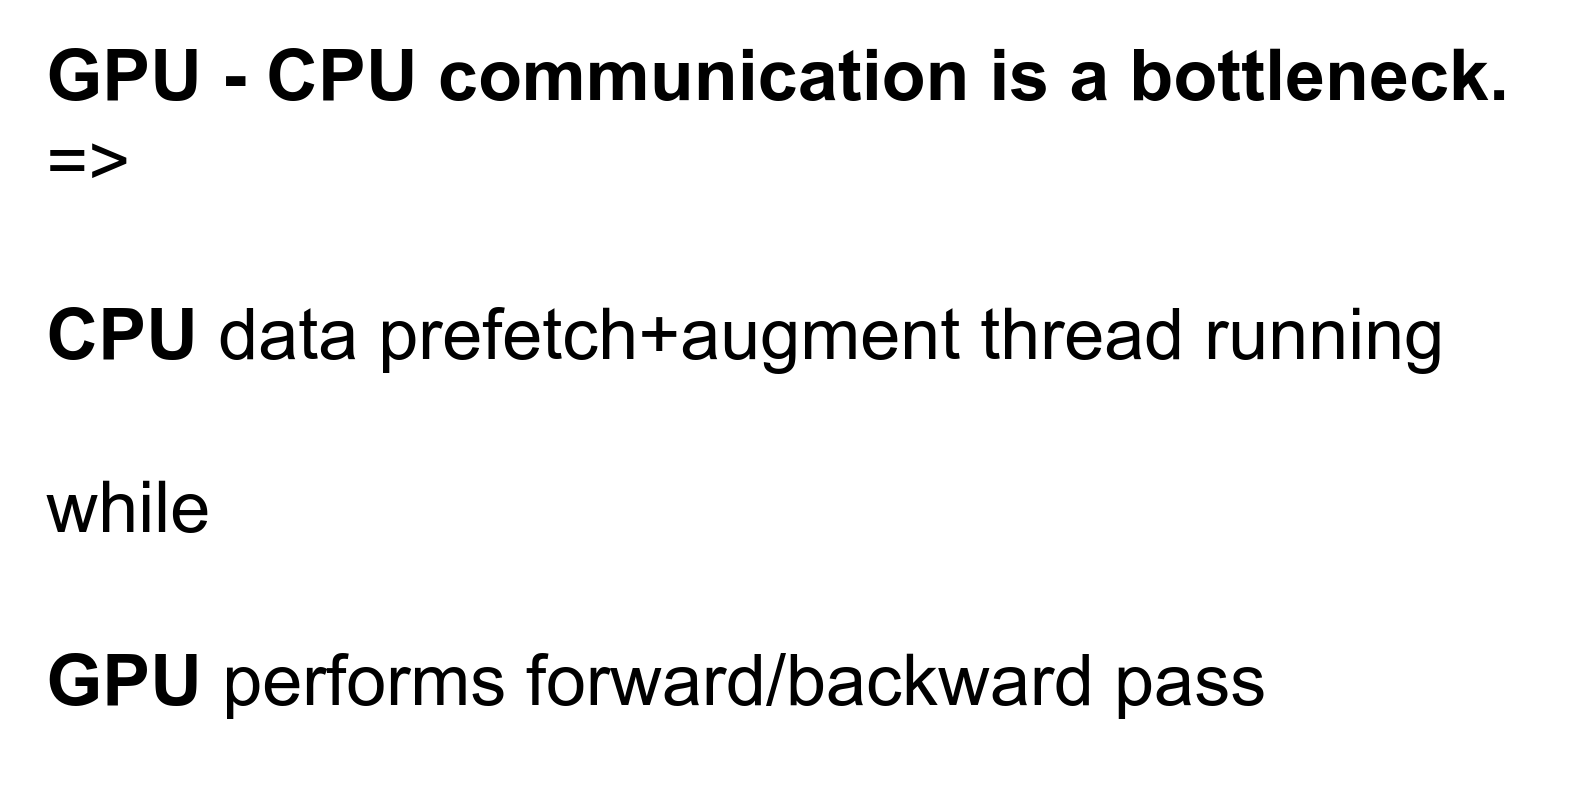 GPU - CPU communication is a bottleneck.
=>
CPU data prefetch+augment thread running
while
GPU performs forward/backward pass